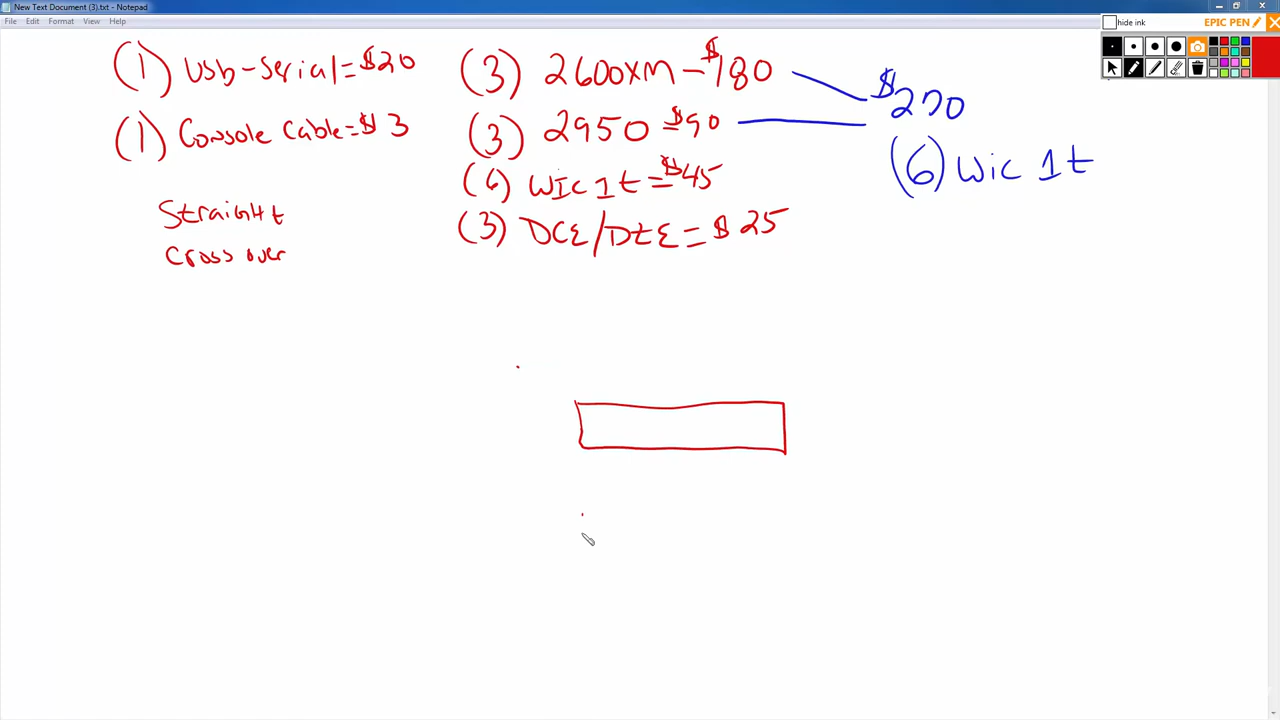 New Text Document (3).txt - Notepad
File Edit Format View Help
hide ink
EPIC PEN
(1) Usb-Serial = $20
(1) Console Cable = $3
Straight
Cross over
(3) 2600XM - $180
(3) 2950 = $90
(6) WIC 1t = $45
(3) DCE/DtE = $25
$270
(6) Wic 1t